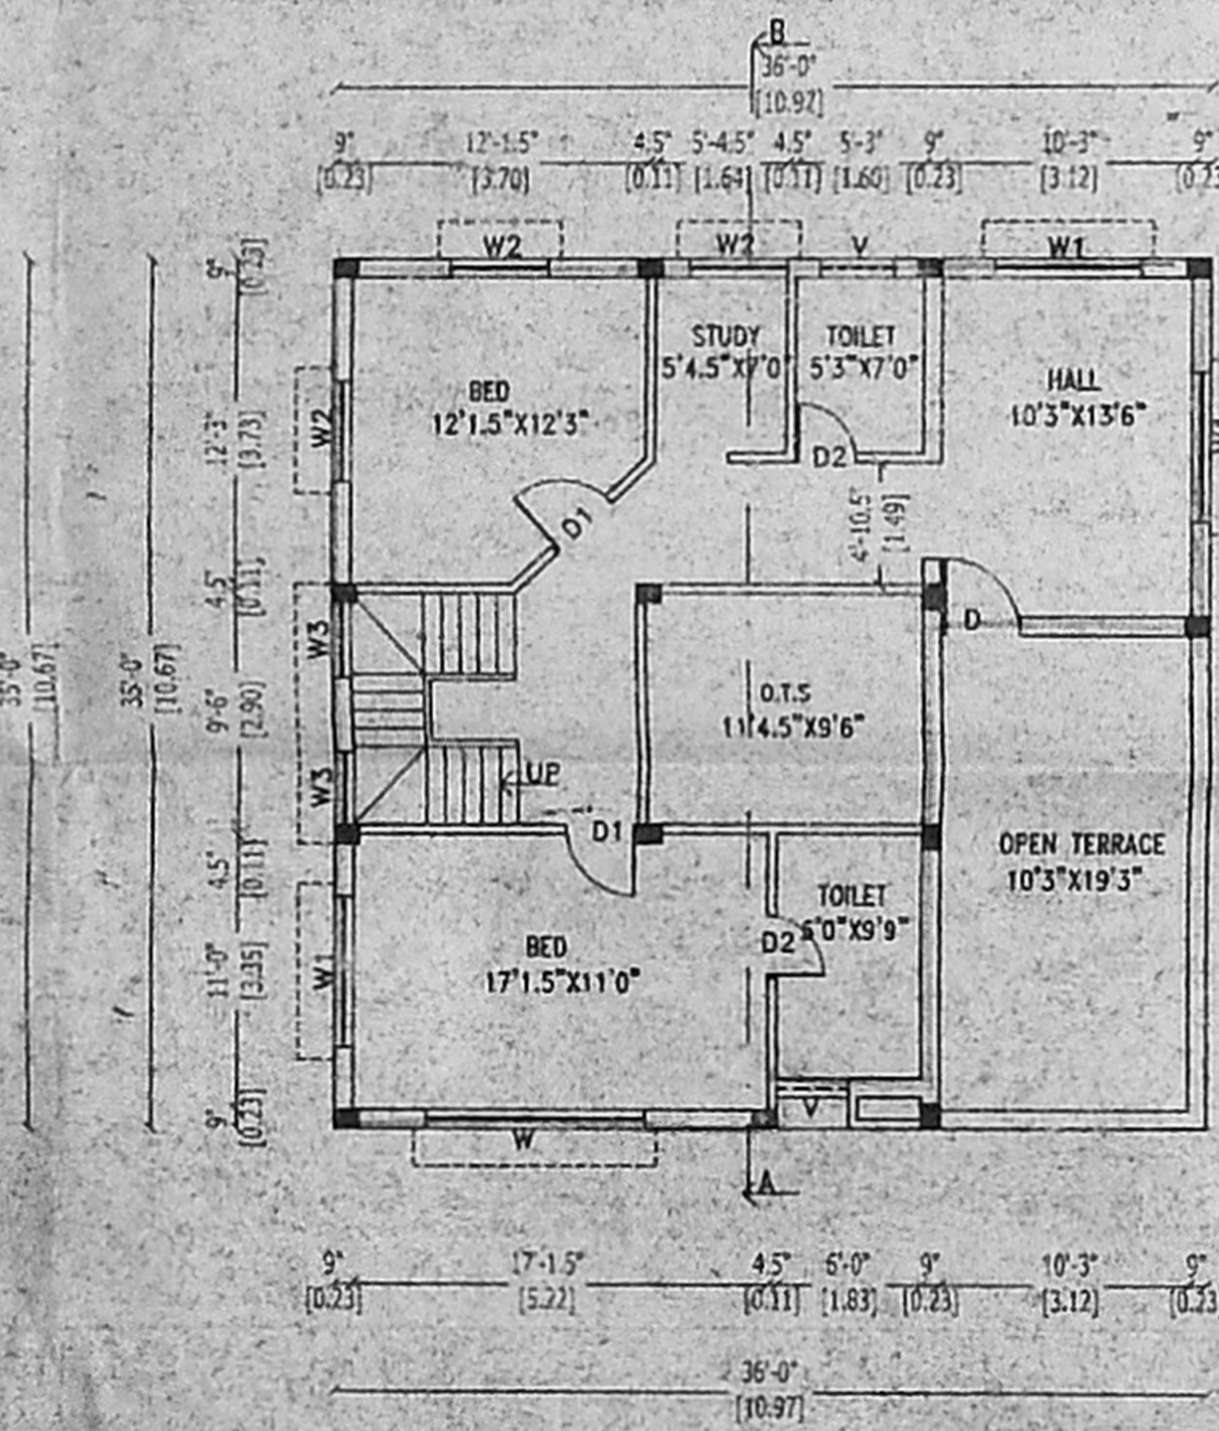 B
36'-0"
[10.97]
9" 12'-1.5" 4.5" 5'-4.5" 4.5" 5'-3" 9" 10'-3" 9"
[0.23] [3.70] [0.11] [1.64] [0.11] [1.60] [0.23] [3.12] [0.23
W2 W2 V W1
9"
[0.23]
STUDY
5'4.5"X7'0
TOILET
5'3"X7'0"
BED
12'1.5"X12'3"
HALL
10'3"X13'6"
W2
12'-3"
[3.73]
D2
D1
4'-10.5"
[1.49]
4.5"
[0.11]
D
W3
35'-0"
[10.67]
35'-0"
[10.67]
9'-6"
[2.90]
O.T.S
11'4.5"X9'6"
W3
UP
D1
4.5"
[0.11]
OPEN TERRACE
10'3"X19'3"
TOILET
6'0"X9'9"
D2
BED
17'1.5"X11'0"
W1
11'-0"
[3.35]
9"
[0.23]
V
W
A
9" 17'-1.5" 4.5" 6'-0" 9" 10'-3" 9"
[0.23] [5.22] [0.11] [1.83] [0.23] [3.12] [0.23
36'-0"
[10.97]